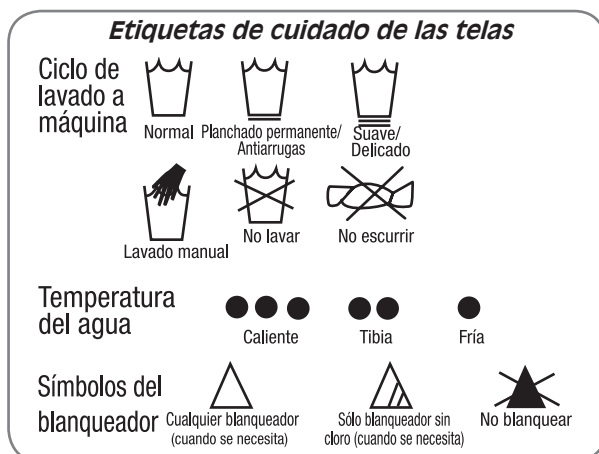 Etiquetas de cuidado de las telas
Ciclo de
lavado a
máquina
Normal
Planchado permanente/
Antiarrugas
Suave/
Delicado
Lavado manual
No lavar
No escurrir
Temperatura
del agua
Caliente
Tibia
Fría
Símbolos del
blanqueador
Cualquier blanqueador
(cuando se necesita)
Sólo blanqueador sin
cloro (cuando se necesita)
No blanquear